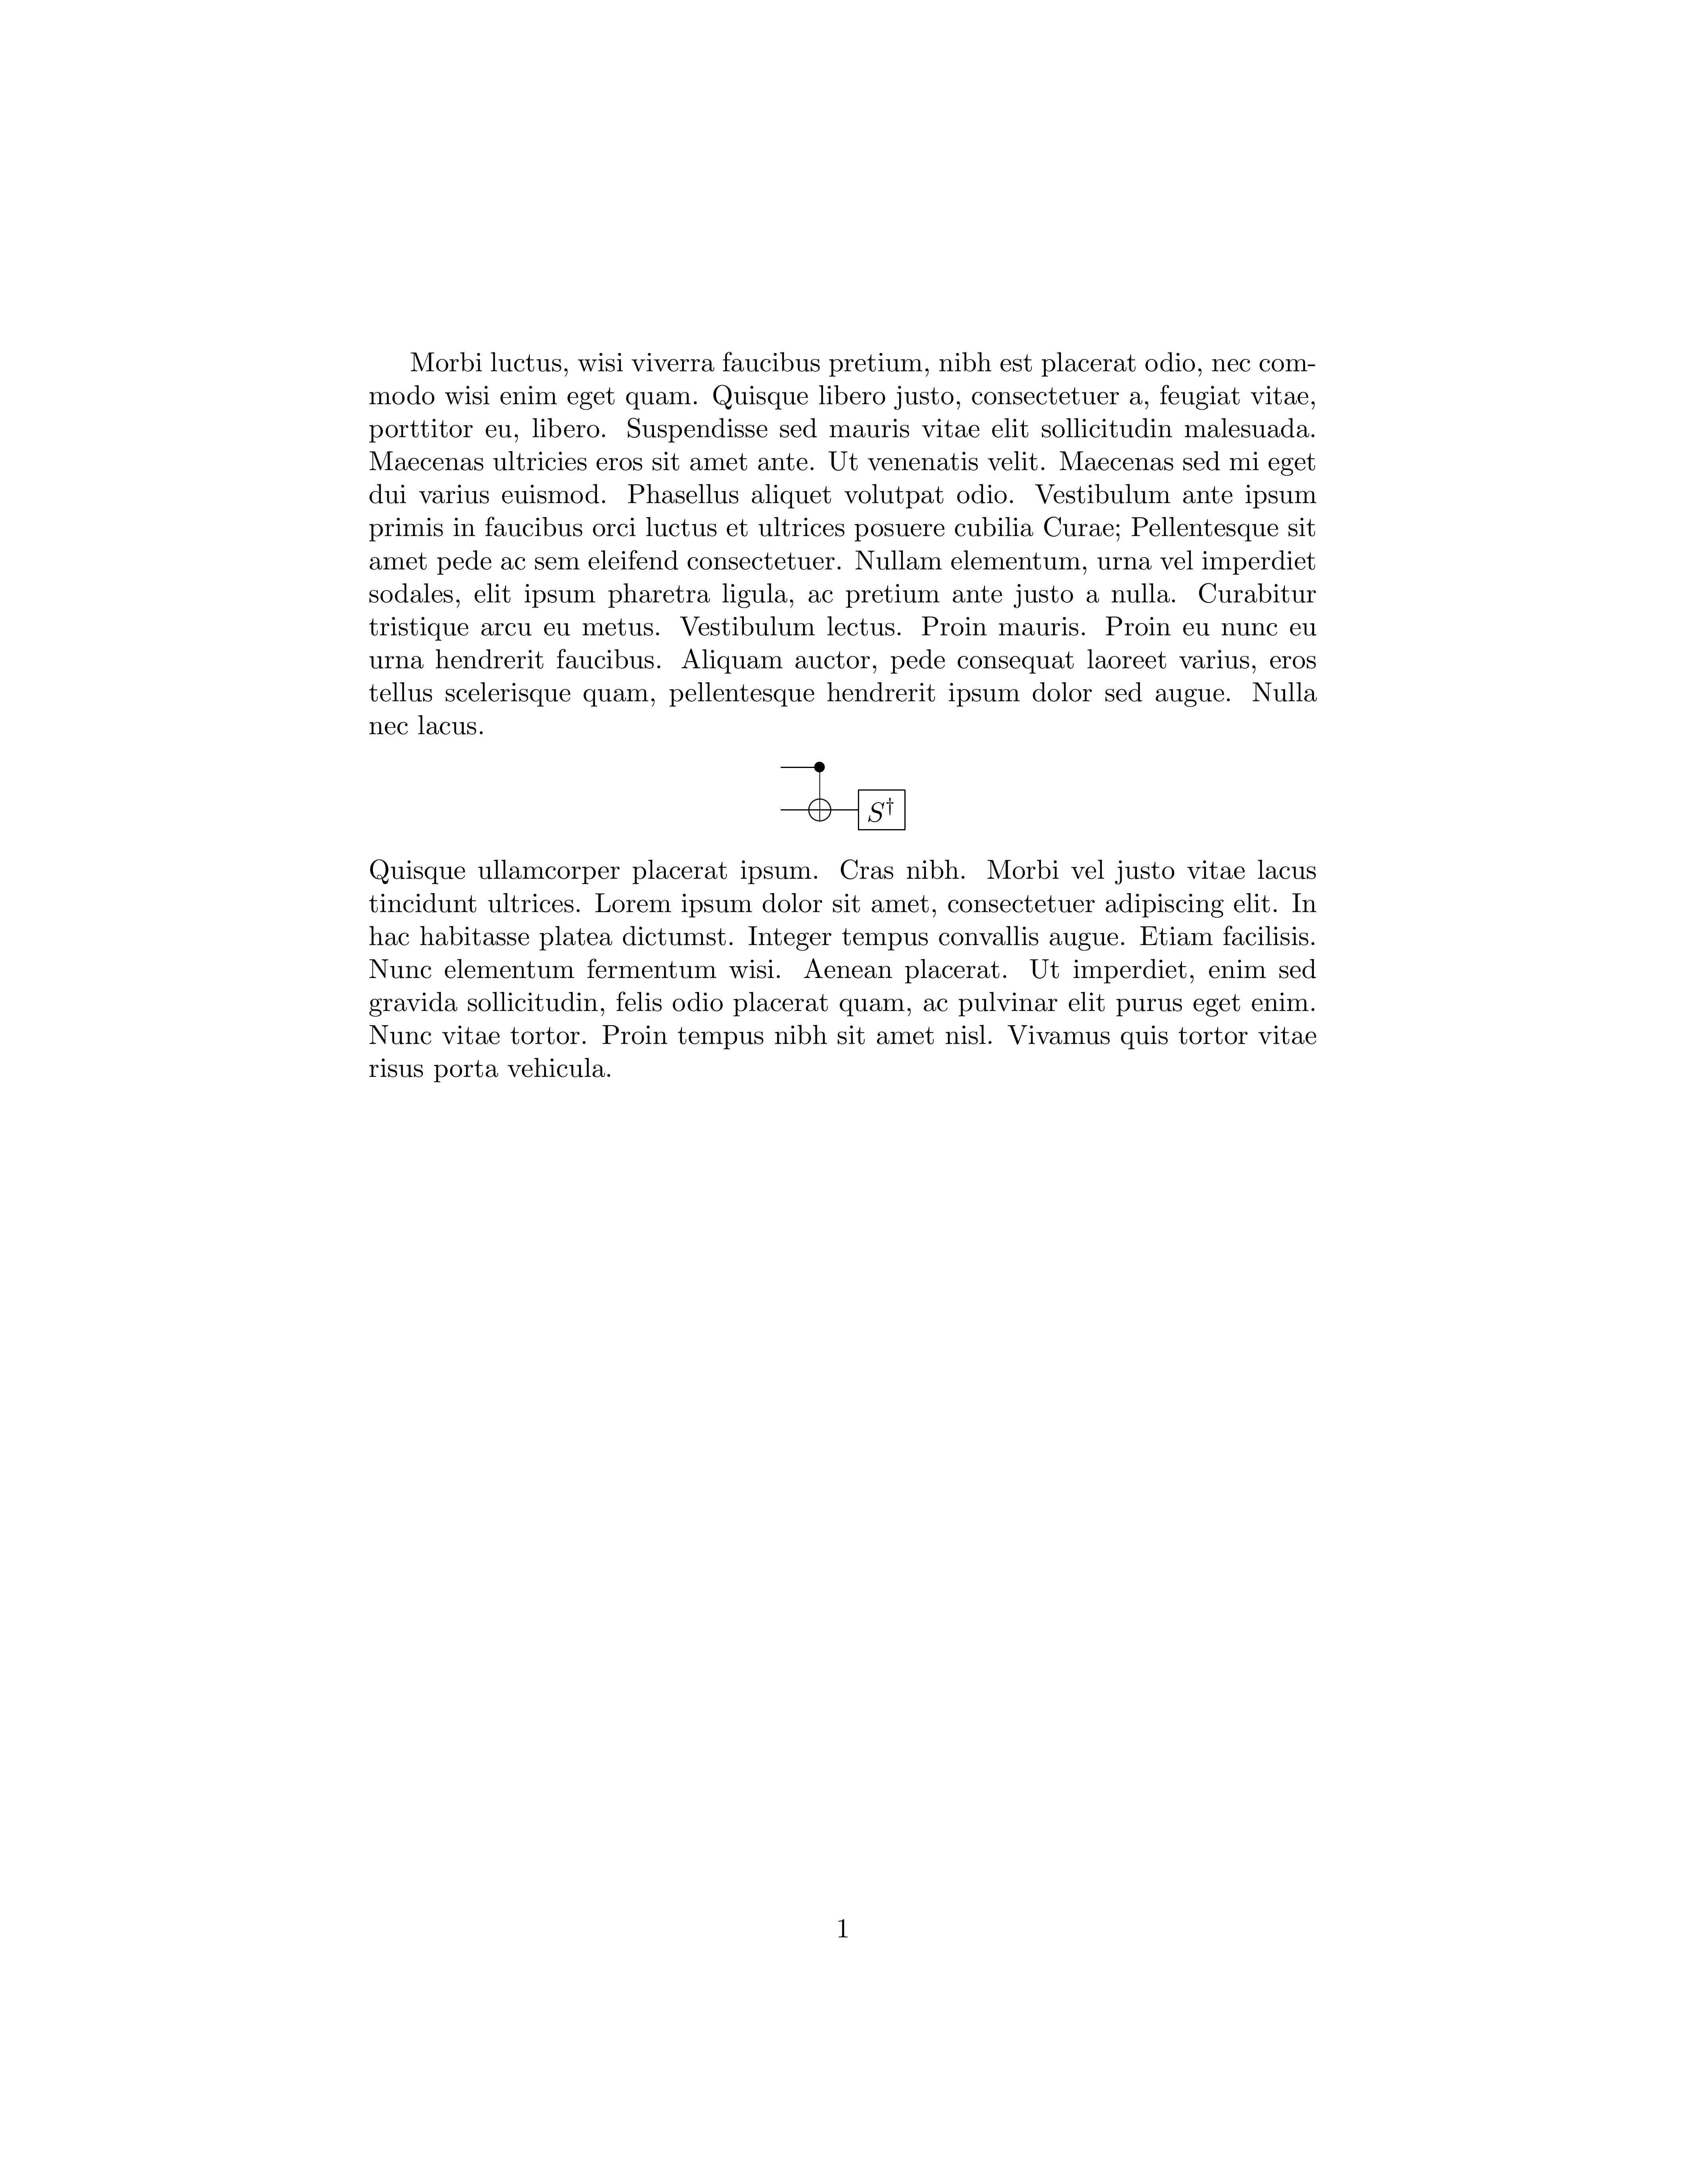 Morbi luctus, wisi viverra faucibus pretium, nibh est placerat odio, nec com-
modo wisi enim eget quam. Quisque libero justo, consectetuer a, feugiat vitae,
porttitor eu, libero. Suspendisse sed mauris vitae elit sollicitudin malesuada.
Maecenas ultricies eros sit amet ante. Ut venenatis velit. Maecenas sed mi eget
dui varius euismod. Phasellus aliquet volutpat odio. Vestibulum ante ipsum
primis in faucibus orci luctus et ultrices posuere cubilia Curae; Pellentesque sit
amet pede ac sem eleifend consectetuer. Nullam elementum, urna vel imperdiet
sodales, elit ipsum pharetra ligula, ac pretium ante justo a nulla. Curabitur
tristique arcu eu metus. Vestibulum lectus. Proin mauris. Proin eu nunc eu
urna hendrerit faucibus. Aliquam auctor, pede consequat laoreet varius, eros
tellus scelerisque quam, pellentesque hendrerit ipsum dolor sed augue. Nulla
nec lacus.
S†
Quisque ullamcorper placerat ipsum. Cras nibh. Morbi vel justo vitae lacus
tincidunt ultrices. Lorem ipsum dolor sit amet, consectetuer adipiscing elit. In
hac habitasse platea dictumst. Integer tempus convallis augue. Etiam facilisis.
Nunc elementum fermentum wisi. Aenean placerat. Ut imperdiet, enim sed
gravida sollicitudin, felis odio placerat quam, ac pulvinar elit purus eget enim.
Nunc vitae tortor. Proin tempus nibh sit amet nisl. Vivamus quis tortor vitae
risus porta vehicula.
1